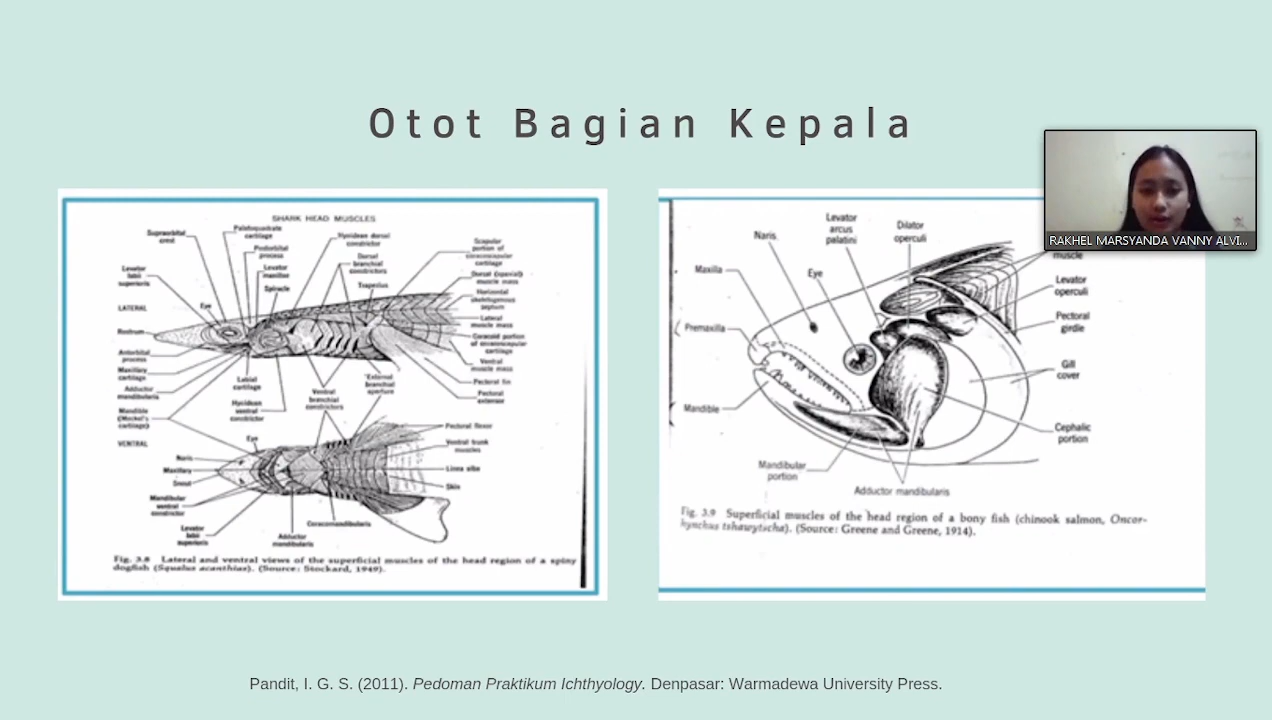 Otot Bagian Kepala
SHARK HEAD MUSCLES
Supraorbital
crest
Palatoquadrate
cartilage
Postorbital
process
Levator
maxillae
Spiracle
Hyoidean dorsal
constrictor
Dorsal
branchial
constrictors
Trapezius
Scapular
portion of
coracoscapular
cartilage
Dorsal (epaxial)
muscle mass
Horizontal
skeletogenous
septum
Lateral
muscle mass
Coracoid portion
of coracoscapular
cartilage
Ventral
muscle mass
Pectoral fin
Pectoral
extensor
Levator
labii
superioris
LATERAL
Eye
Rostrum
Antorbital
process
Maxillary
cartilage
Adductor
mandibularis
Mandible
(Meckel's
cartilage)
Labial
cartilage
Hyoidean
ventral
constrictor
Ventral
branchial
constrictors
External
branchial
aperture
VENTRAL
Eye
Naris
Maxillary
Snout
Mandibular
ventral
constrictor
Levator
labii
superioris
Adductor
mandibularis
Coracomandibularis
Pectoral flexor
Ventral trunk
muscles
Linea alba
Skin
Fig. 3.8 Lateral and ventral views of the superficial muscles of the head region of a spiny
dogfish (Squalus acanthias). (Source: Stockard, 1949).
Naris
Levator
arcus
palatini
Dilator
operculi
Maxilla
Eye
muscle
Levator
operculi
Pectoral
girdle
Premaxilla
Gill
cover
Mandible
Cephalic
portion
Mandibular
portion
Adductor mandibularis
Fig. 3.9 Superficial muscles of the head region of a bony fish (chinook salmon, Oncor-
hynchus tshawytscha). (Source: Greene and Greene, 1914).
RAKHEL MARSYANDA VANNY ALVI...
Pandit, I. G. S. (2011). Pedoman Praktikum Ichthyology. Denpasar: Warmadewa University Press.